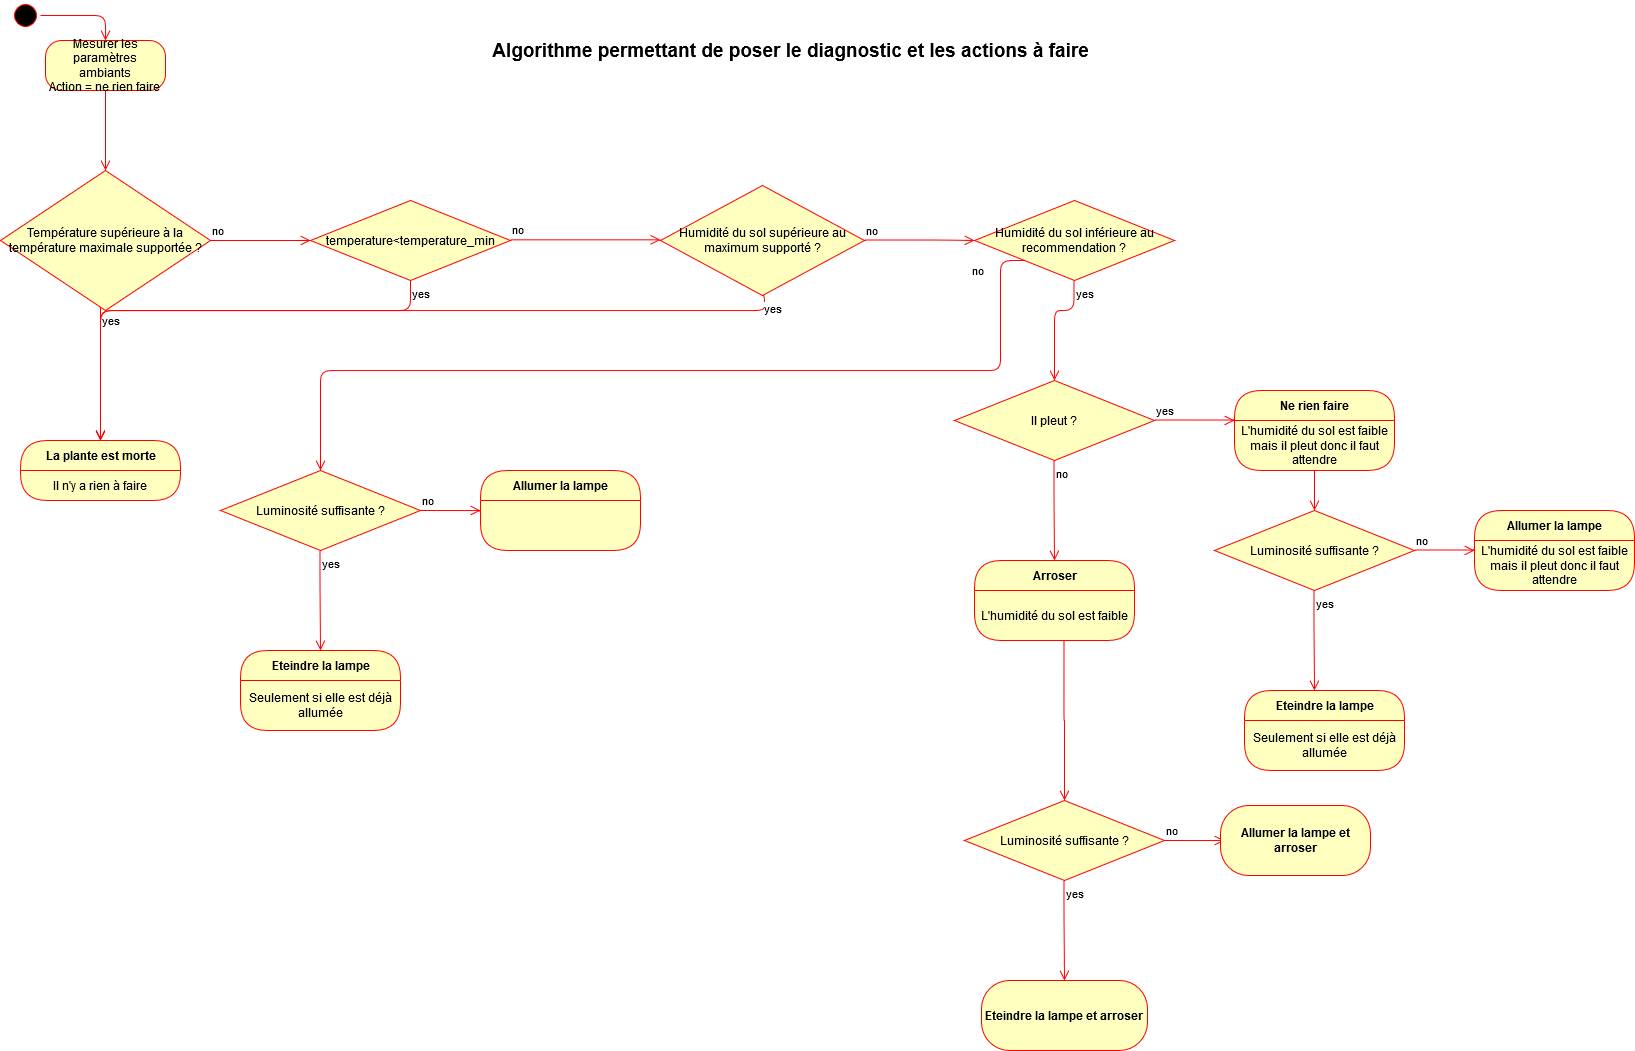 Algorithme permettant de poser le diagnostic et les actions à faire
Mesurer les
paramètres
ambiants
Action = ne rien faire
Température supérieure à la
température maximale supportée ?
no
temperature<temperature_min
no
Humidité du sol supérieure au
maximum supporté ?
no
Humidité du sol inférieure au
recommendation ?
no
yes
yes
yes
yes
La plante est morte
Il n'y a rien à faire
Il pleut ?
yes
Ne rien faire
L'humidité du sol est faible
mais il pleut donc il faut
attendre
no
Luminosité suffisante ?
no
Allumer la lampe
yes
Eteindre la lampe
Seulement si elle est déjà
allumée
Arroser
L'humidité du sol est faible
Luminosité suffisante ?
no
Allumer la lampe
L'humidité du sol est faible
mais il pleut donc il faut
attendre
yes
Eteindre la lampe
Seulement si elle est déjà
allumée
Luminosité suffisante ?
no
Allumer la lampe et
arroser
yes
Eteindre la lampe et arroser